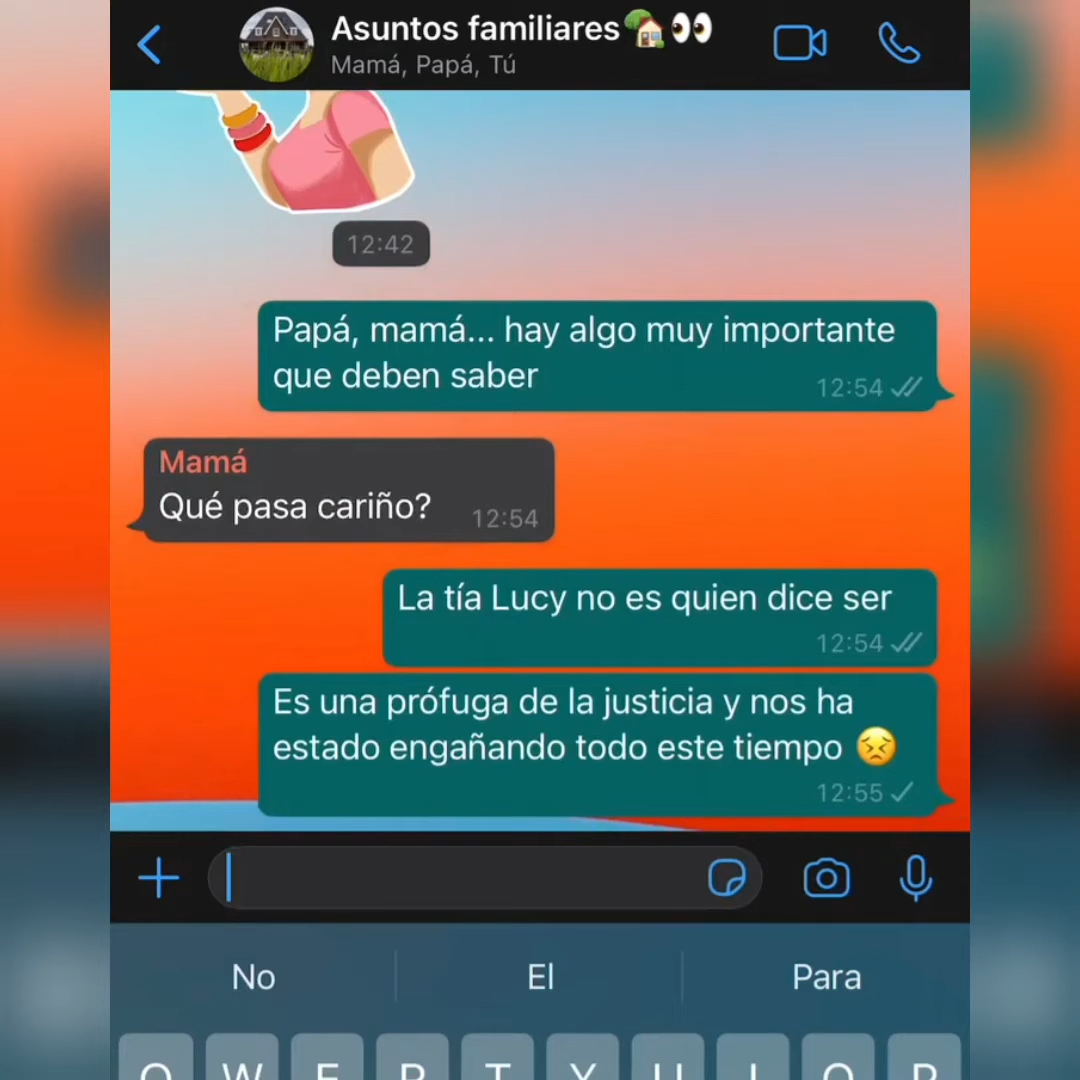 Asuntos familiares🏡👀
Mamá, Papá, Tú
12:42
Papá, mamá... hay algo muy importante
que deben saber
12:54
Mamá
Qué pasa cariño?
12:54
La tía Lucy no es quien dice ser
12:54
Es una prófuga de la justicia y nos ha
estado engañando todo este tiempo 😣
12:55
No El Para
Q W E R T Y U I O P